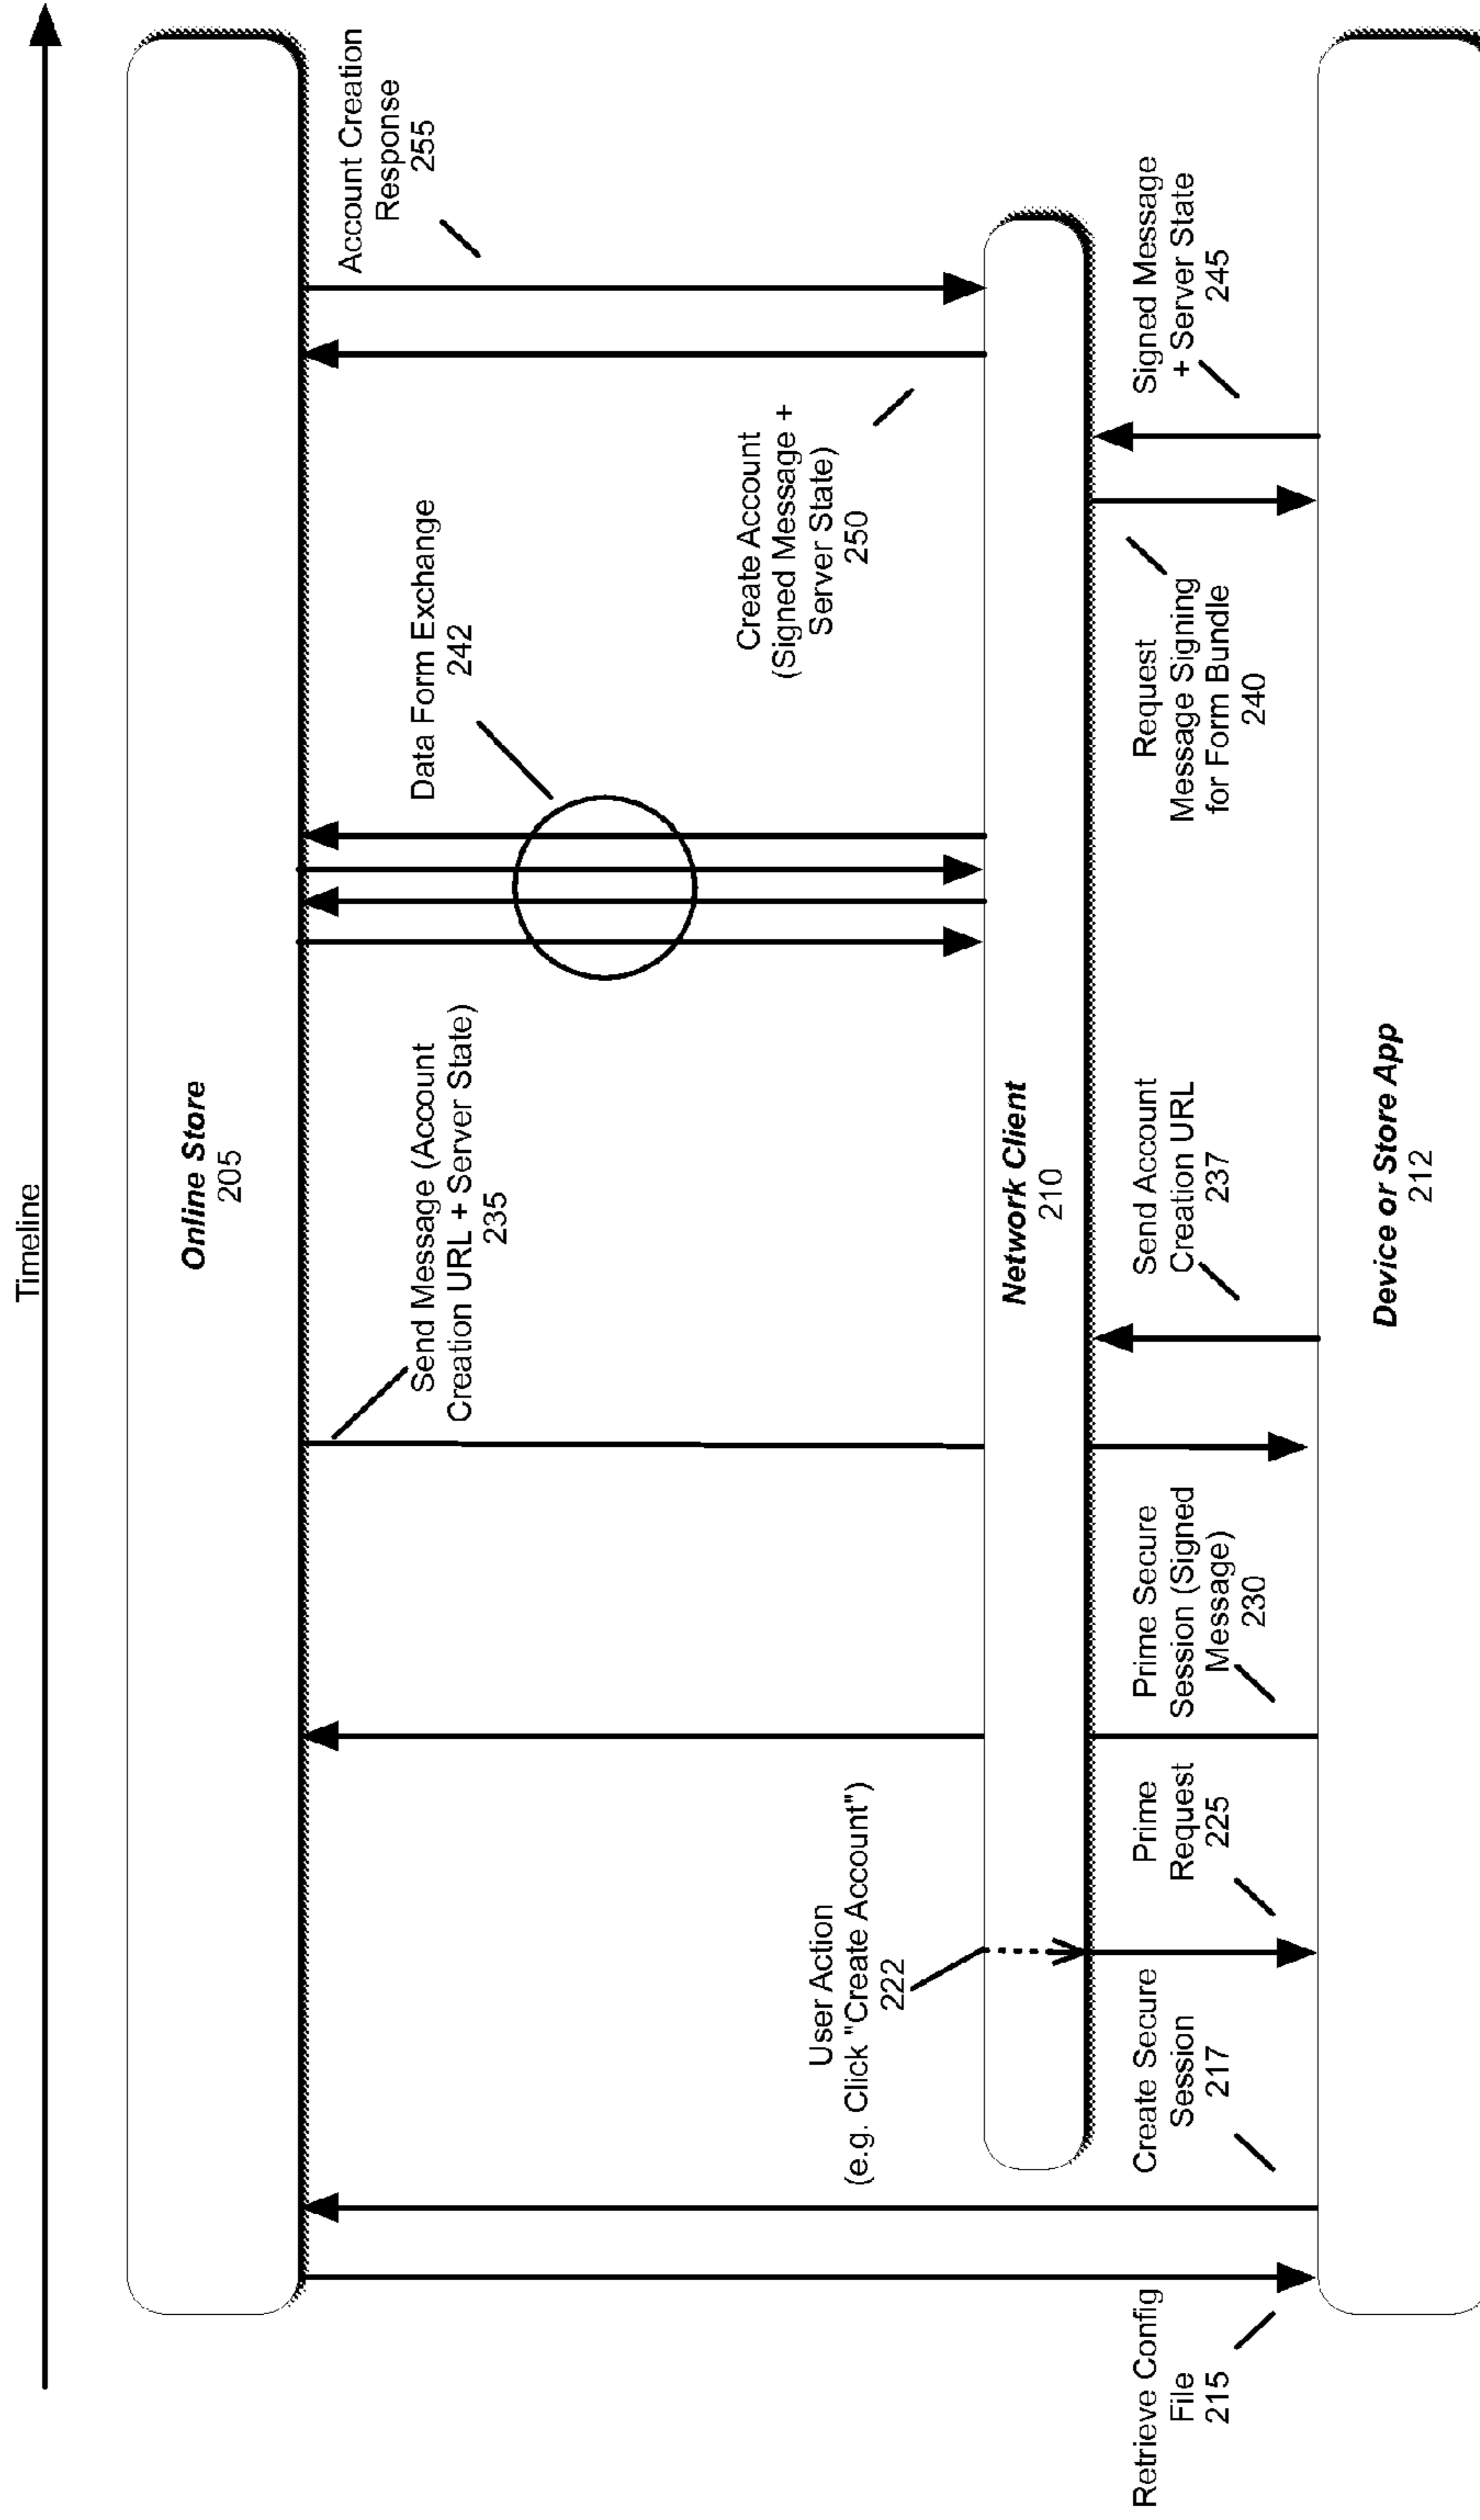 Timeline
Online Store
205
Account Creation
Response
255
Data Form Exchange
242
Send Message (Account
Creation URL + Server State)
235
Create Account
(Signed Message +
Server State)
250
User Action
(e.g. Click "Create Account")
222
Network Client
210
Retrieve Config
File
215
Create Secure
Session
217
Prime
Request
225
Prime Secure
Session (Signed
Message)
230
Send Account
Creation URL
237
Request
Message Signing
for Form Bundle
240
Signed Message
+ Server State
245
Device or Store App
212